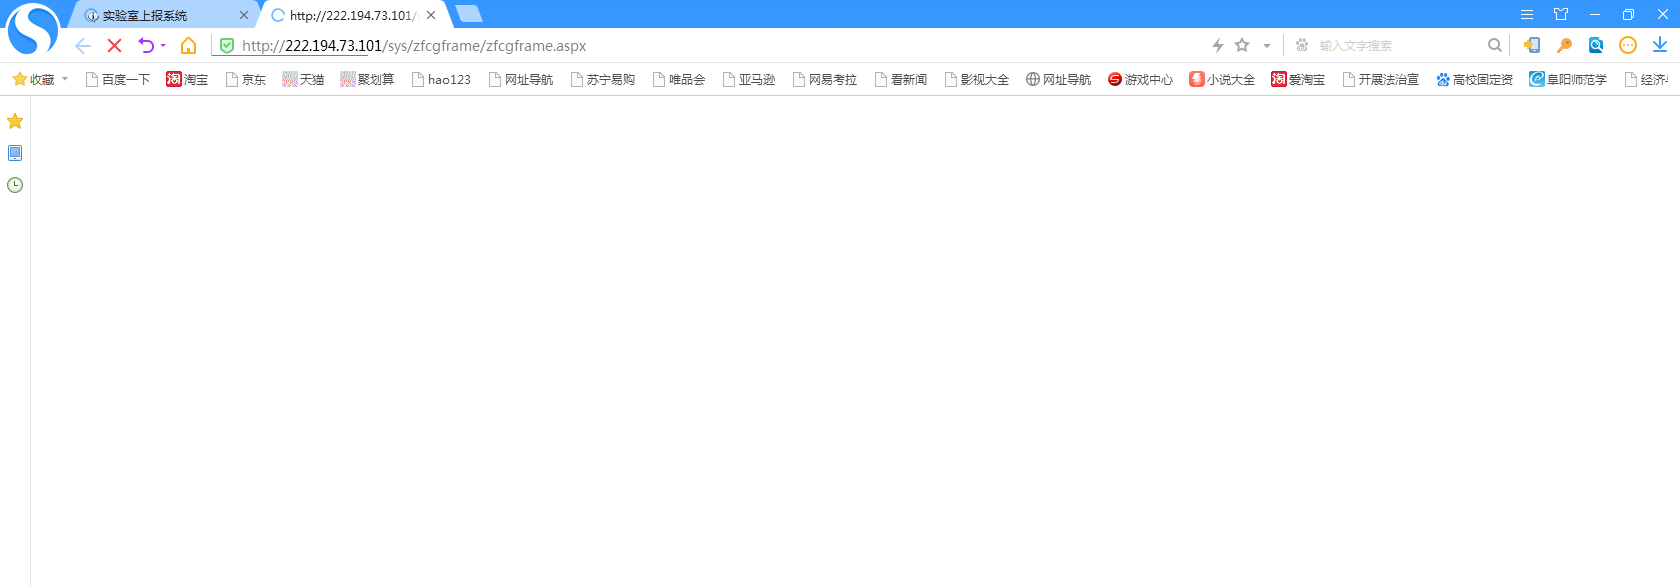 实验室上报系统
http://222.194.73.101/
http://222.194.73.101/sys/zfcgframe/zfcgframe.aspx
输入文字搜索
收藏 百度一下 淘 淘宝 京东 天猫 聚划算 hao123 网址导航 苏宁易购 唯品会 亚马逊 网易考拉 看新闻 影视大全 网址导航 游戏中心 小说大全 淘 爱淘宝 开展法治宣 高校固定资 阜阳师范学 经济